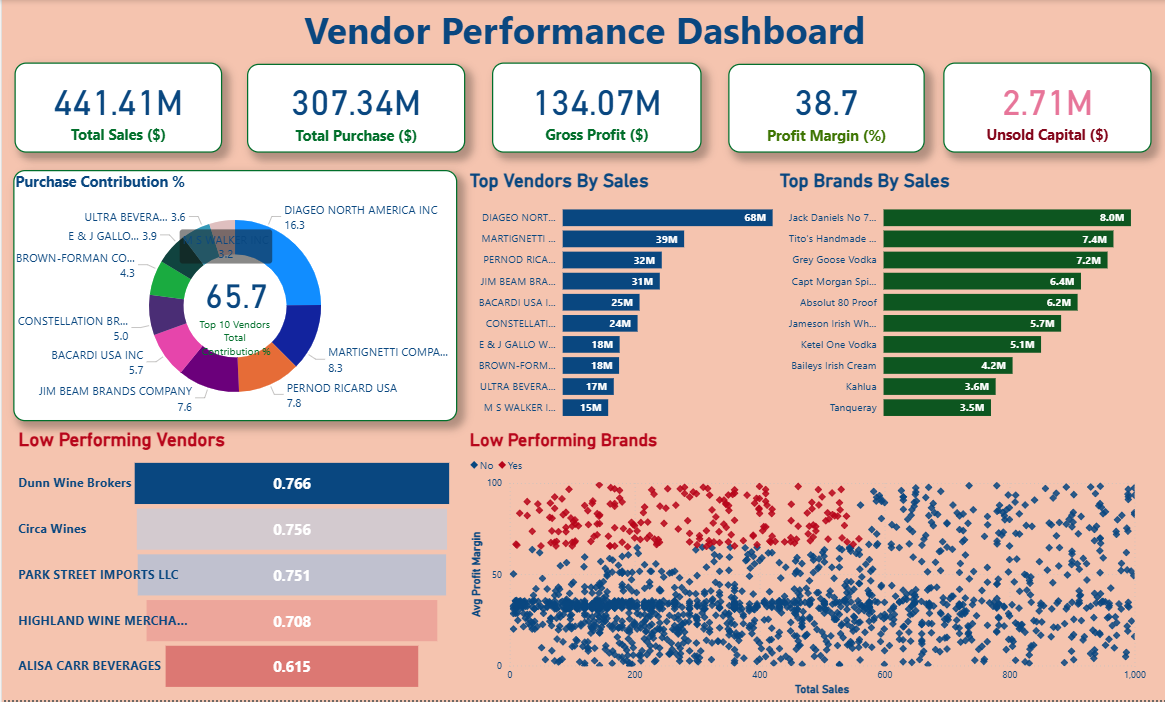 Vendor Performance Dashboard
441.41M
Total Sales ($)
307.34M
Total Purchase ($)
134.07M
Gross Profit ($)
38.7
Profit Margin (%)
2.71M
Unsold Capital ($)
Purchase Contribution %
DIAGEO NORTH AMERICA INC
16.3
MARTIGNETTI COMPA...
8.3
PERNOD RICARD USA
7.8
JIM BEAM BRANDS COMPANY
7.6
BACARDI USA INC
5.7
CONSTELLATION BR...
5.0
BROWN-FORMAN CO...
4.3
E & J GALLO... 3.9
ULTRA BEVERA... 3.6
M S WALKER INC
3.2
65.7
Top 10 Vendors
Total
Contribution %
Top Vendors By Sales
DIAGEO NORT... 68M
MARTIGNETTI ... 39M
PERNOD RICA... 32M
JIM BEAM BRA... 31M
BACARDI USA I... 25M
CONSTELLATI... 24M
E & J GALLO W... 18M
BROWN-FORM... 18M
ULTRA BEVERA... 17M
M S WALKER I... 15M
Top Brands By Sales
Jack Daniels No 7... 8.0M
Tito's Handmade ... 7.4M
Grey Goose Vodka 7.2M
Capt Morgan Spi... 6.4M
Absolut 80 Proof 6.2M
Jameson Irish Wh... 5.7M
Ketel One Vodka 5.1M
Baileys Irish Cream 4.2M
Kahlua 3.6M
Tanqueray 3.5M
Low Performing Vendors
Dunn Wine Brokers 0.766
Circa Wines 0.756
PARK STREET IMPORTS LLC 0.751
HIGHLAND WINE MERCHA... 0.708
ALISA CARR BEVERAGES 0.615
Low Performing Brands
No Yes
100
50
0
Avg Profit Margin
0 200 400 600 800 1,000
Total Sales